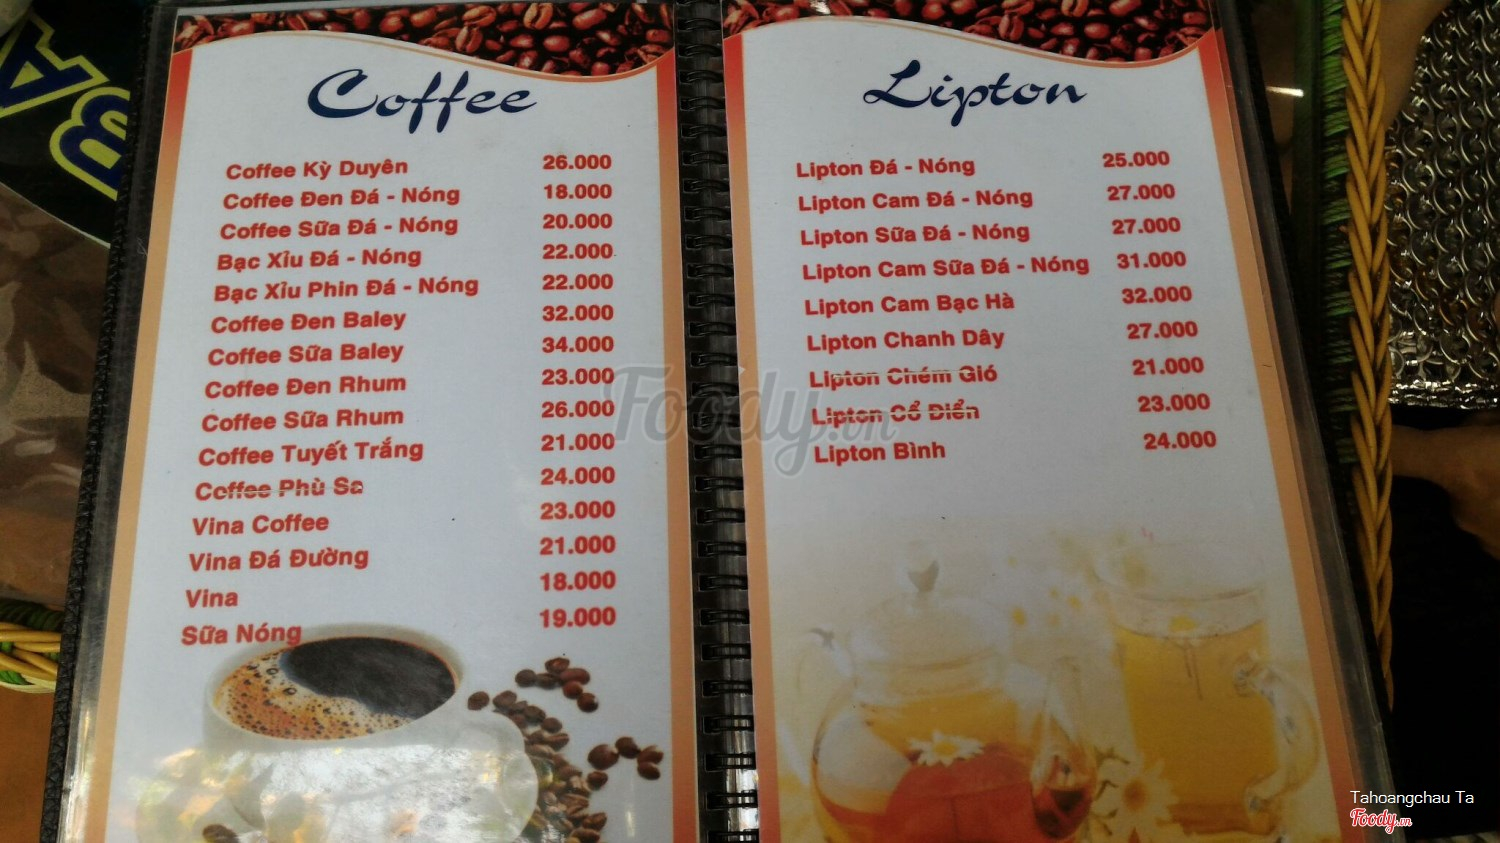 BA
Coffee
Coffee Kỳ Duyên 26.000
Coffee Đen Đá - Nóng 18.000
Coffee Sữa Đá - Nóng 20.000
Bạc Xỉu Đá - Nóng 22.000
Bạc Xỉu Phin Đá - Nóng 22.000
Coffee Đen Baley 32.000
Coffee Sữa Baley 34.000
Coffee Đen Rhum 23.000
Coffee Sữa Rhum 26.000
Coffee Tuyết Trắng 21.000
Coffee Phù Sa 24.000
Vina Coffee 23.000
Vina Đá Đường 21.000
Vina 18.000
Sữa Nóng 19.000
Lipton
Lipton Đá - Nóng 25.000
Lipton Cam Đá - Nóng 27.000
Lipton Sữa Đá - Nóng 27.000
Lipton Cam Sữa Đá - Nóng 31.000
Lipton Cam Bạc Hà 32.000
Lipton Chanh Dây 27.000
Lipton Chém Gió 21.000
Lipton Cổ Điển 23.000
Lipton Bình 24.000
Foody.vn
Tahoangchau Ta
Foody.vn